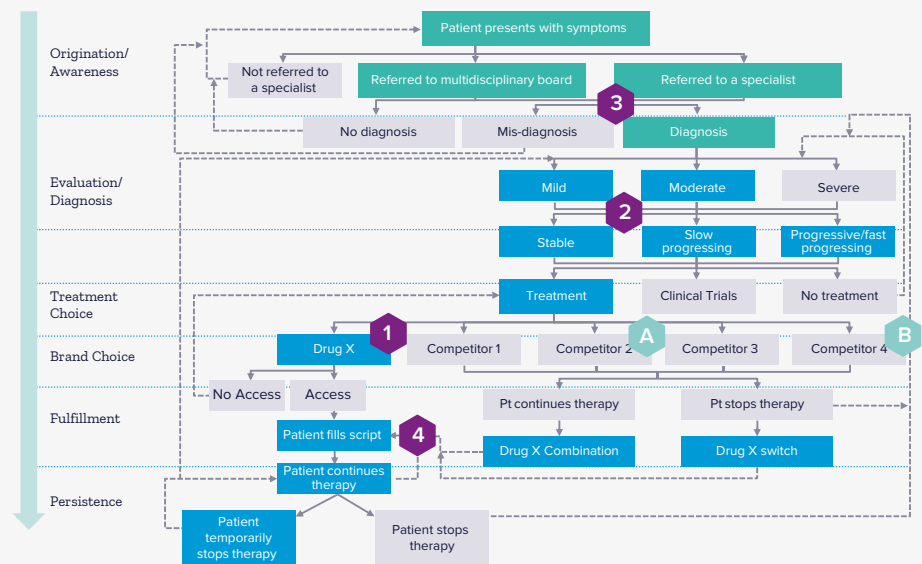 Patient presents with symptoms
Origination/
Awareness
Not referred to
a specialist
Referred to multidisciplinary board
Referred to a specialist
3
No diagnosis
Mis-diagnosis
Diagnosis
Evaluation/
Diagnosis
Mild
Moderate
Severe
2
Stable
Slow
progressing
Progressive/fast
progressing
Treatment
Choice
Treatment
Clinical Trials
No treatment
1
A
B
Brand Choice
Drug X
Competitor 1
Competitor 2
Competitor 3
Competitor 4
No Access
Access
Pt continues therapy
Pt stops therapy
Fulfillment
Patient fills script
4
Drug X Combination
Drug X switch
Patient continues
therapy
Persistence
Patient
temporarily
stops therapy
Patient stops
therapy